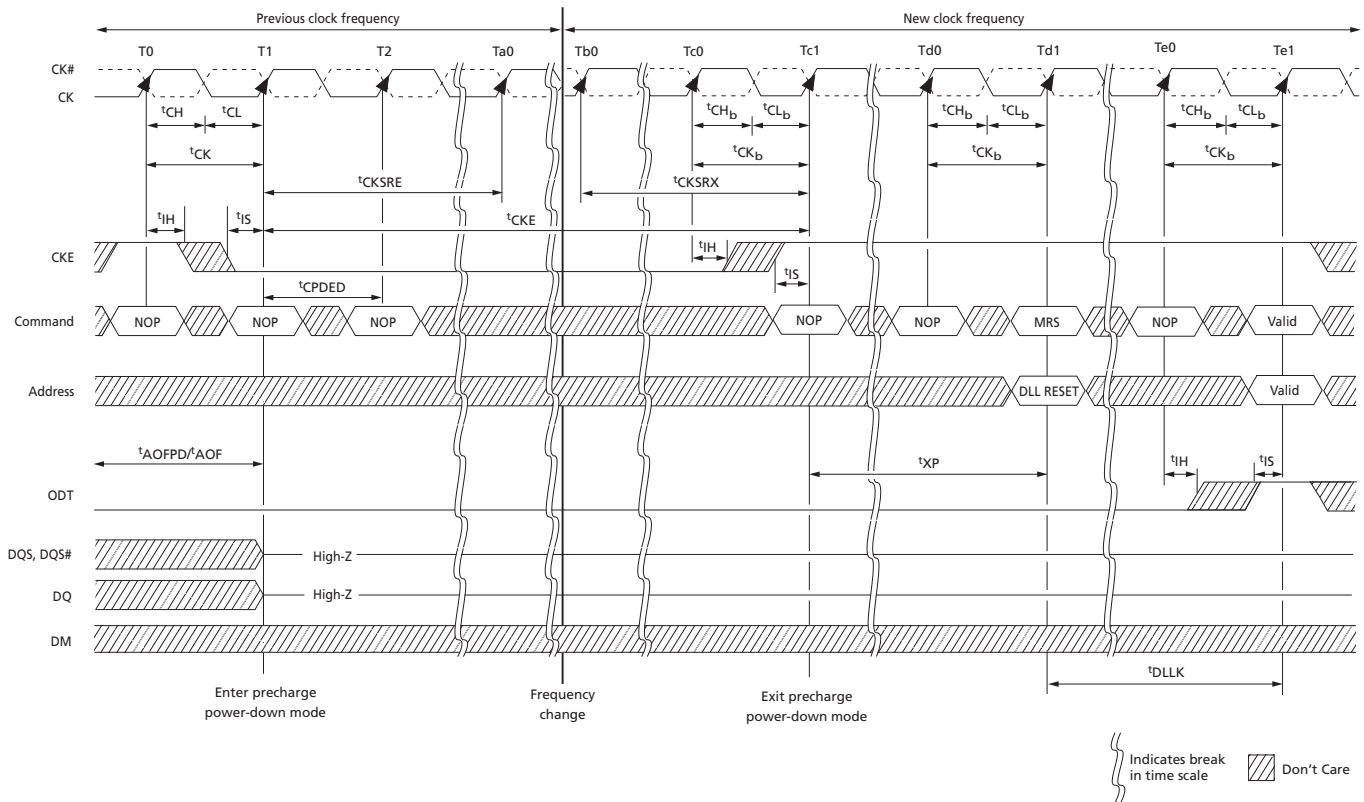 Previous clock frequency New clock frequency
T0 T1 T2 Ta0 Tb0 Tc0 Tc1 Td0 Td1 Te0 Te1
CK#
CK
tCH tCL tCHb tCLb tCHb tCLb tCHb tCLb
tCK tCKb tCKb tCKb
tCKSRE tCKSRX
tIH tIS tCKE
CKE tIH
tIS
tCPDED
Command NOP NOP NOP NOP NOP MRS NOP Valid
Address DLL RESET Valid
tAOFPD/tAOF tXP tIH tIS
ODT
DQS, DQS# High-Z
DQ High-Z
DM
tDLLK
Enter precharge
power-down mode
Frequency
change
Exit precharge
power-down mode
Indicates break
in time scale
Don't Care